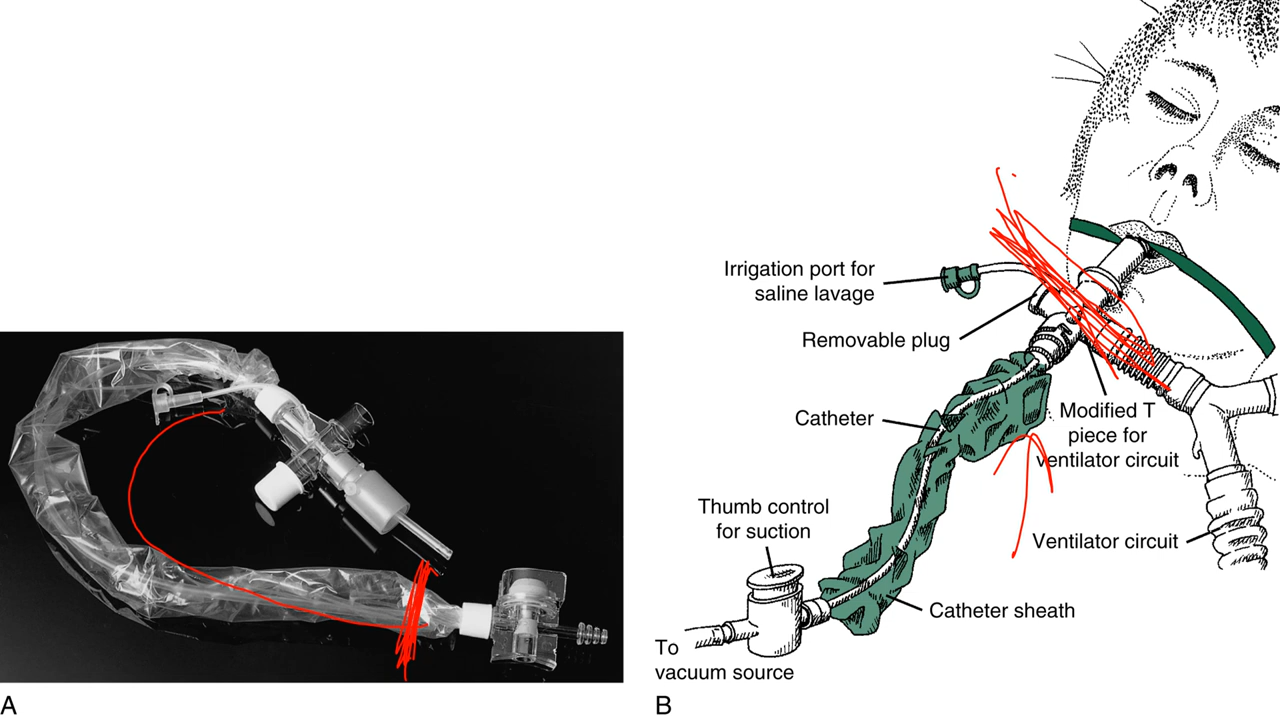 Irrigation port for
saline lavage
Removable plug
Catheter
Modified T
piece for
ventilator circuit
Thumb control
for suction
Ventilator circuit
Catheter sheath
To
vacuum source
A
B